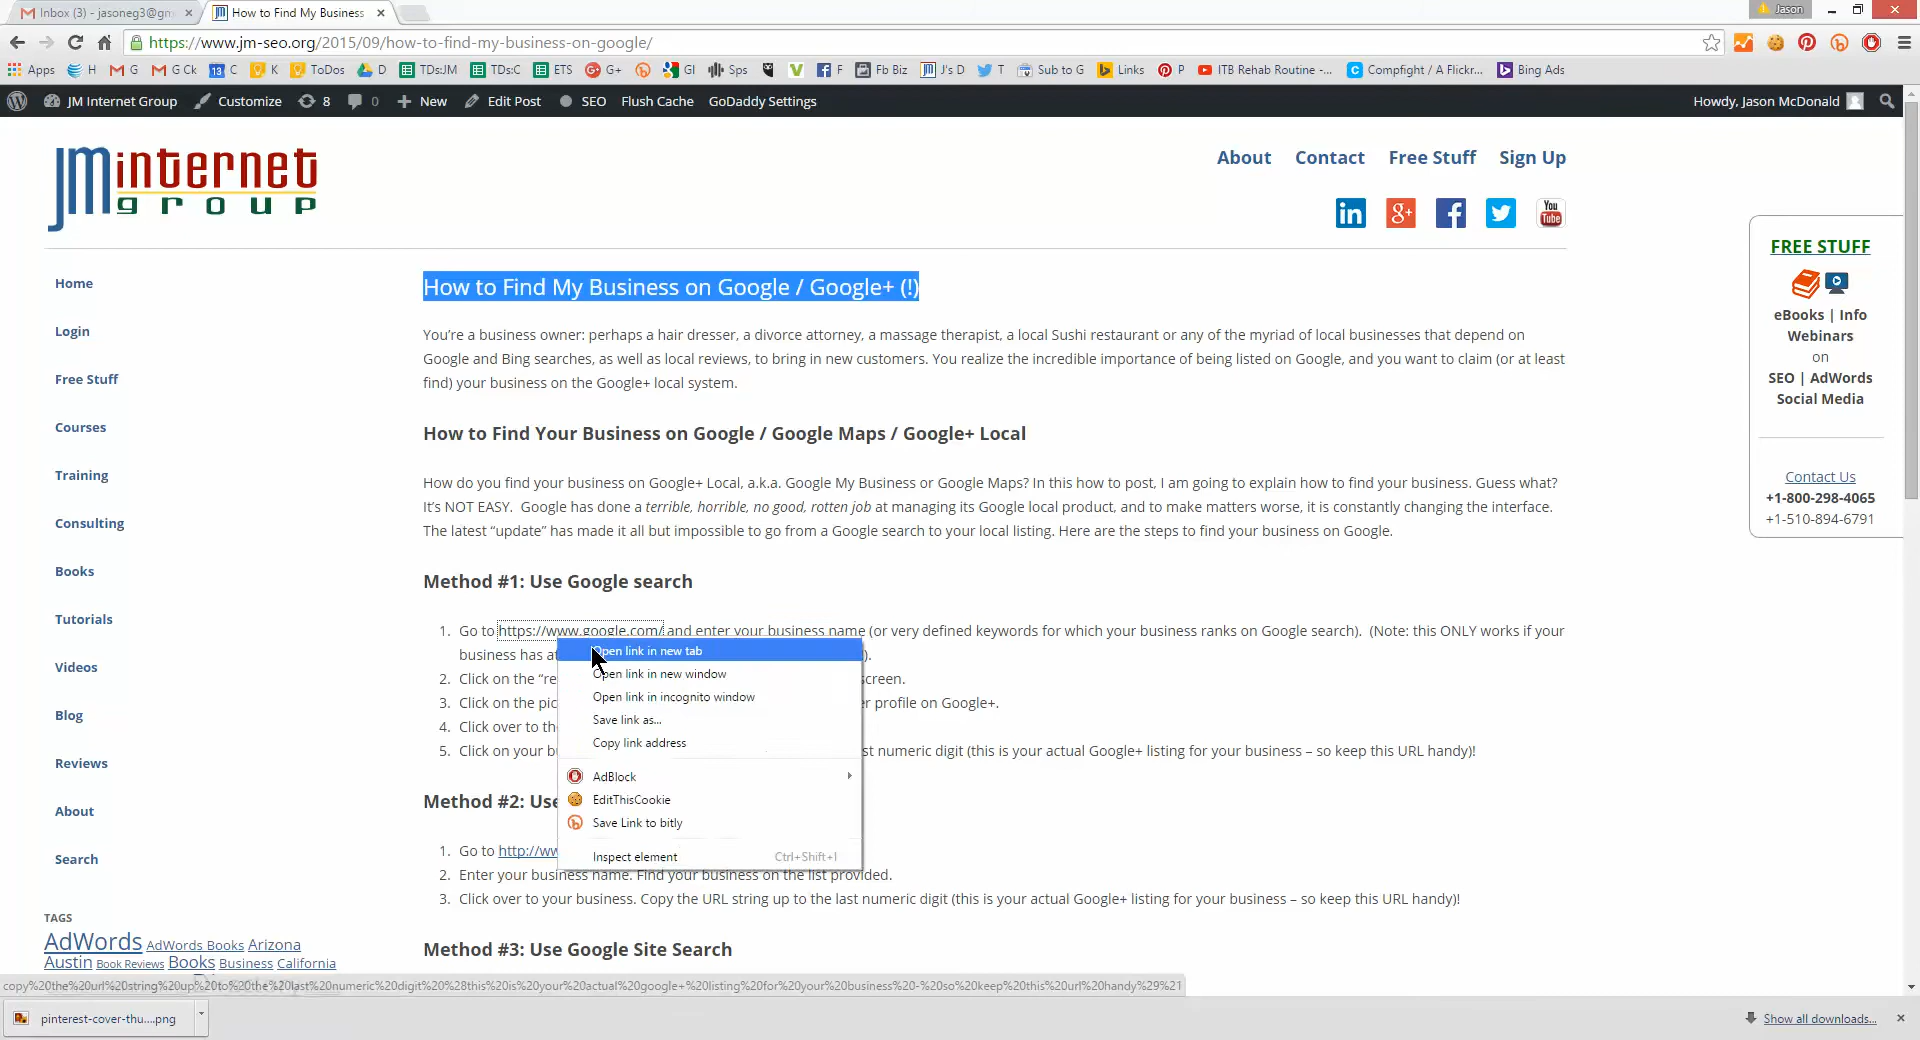 Inbox (3) - jasoneg3@gm
How to Find My Business
Jason
https://www.jm-seo.org/2015/09/how-to-find-my-business-on-google/
Apps H G G Ck 13 C K ToDos D TDs:JM TDs:C ETS G+ GI Sps F Fb Biz J's D T Sub to G Links P ITB Rehab Routine -... Compfight / A Flickr... Bing Ads
JM Internet Group Customize 8 0 New Edit Post SEO Flush Cache GoDaddy Settings Howdy, Jason McDonald
JMinternet
group
About Contact Free Stuff Sign Up
in g+ f You Tube
Home
Login
Free Stuff
Courses
Training
Consulting
Books
Tutorials
Videos
Blog
Reviews
About
Search
TAGS
AdWords AdWords Books Arizona
Austin Book Reviews Books Business California
How to Find My Business on Google / Google+ (!)
You're a business owner: perhaps a hair dresser, a divorce attorney, a massage therapist, a local Sushi restaurant or any of the myriad of local businesses that depend on
Google and Bing searches, as well as local reviews, to bring in new customers. You realize the incredible importance of being listed on Google, and you want to claim (or at least
find) your business on the Google+ local system.
How to Find Your Business on Google / Google Maps / Google+ Local
How do you find your business on Google+ Local, a.k.a. Google My Business or Google Maps? In this how to post, I am going to explain how to find your business. Guess what?
It's NOT EASY. Google has done a terrible, horrible, no good, rotten job at managing its Google local product, and to make matters worse, it is constantly changing the interface.
The latest “update” has made it all but impossible to go from a Google search to your local listing. Here are the steps to find your business on Google.
Method #1: Use Google search
1. Go to https://www.google.com/ and enter your business name (or very defined keywords for which your business ranks on Google search). (Note: this ONLY works if your
business has a ).
2. Click on the “re screen.
3. Click on the pic r profile on Google+.
4. Click over to th
5. Click on your b st numeric digit (this is your actual Google+ listing for your business – so keep this URL handy)!
Open link in new tab
Open link in new window
Open link in incognito window
Save link as...
Copy link address
AdBlock
EditThisCookie
Save Link to bitly
Inspect element Ctrl+Shift+I
Method #2: Use
1. Go to http://ww
2. Enter your business name. Find your business on the list provided.
3. Click over to your business. Copy the URL string up to the last numeric digit (this is your actual Google+ listing for your business – so keep this URL handy)!
Method #3: Use Google Site Search
FREE STUFF
eBooks | Info
Webinars
on
SEO | AdWords
Social Media
Contact Us
+1-800-298-4065
+1-510-894-6791
copy%20the%20url%20string%20up%20to%20the%20last%20numeric%20digit%20%28this%20is%20your%20actual%20google+%20listing%20for%20your%20business%20-%20so%20keep%20this%20url%20handy%29%21
pinterest-cover-thu....png
Show all downloads...